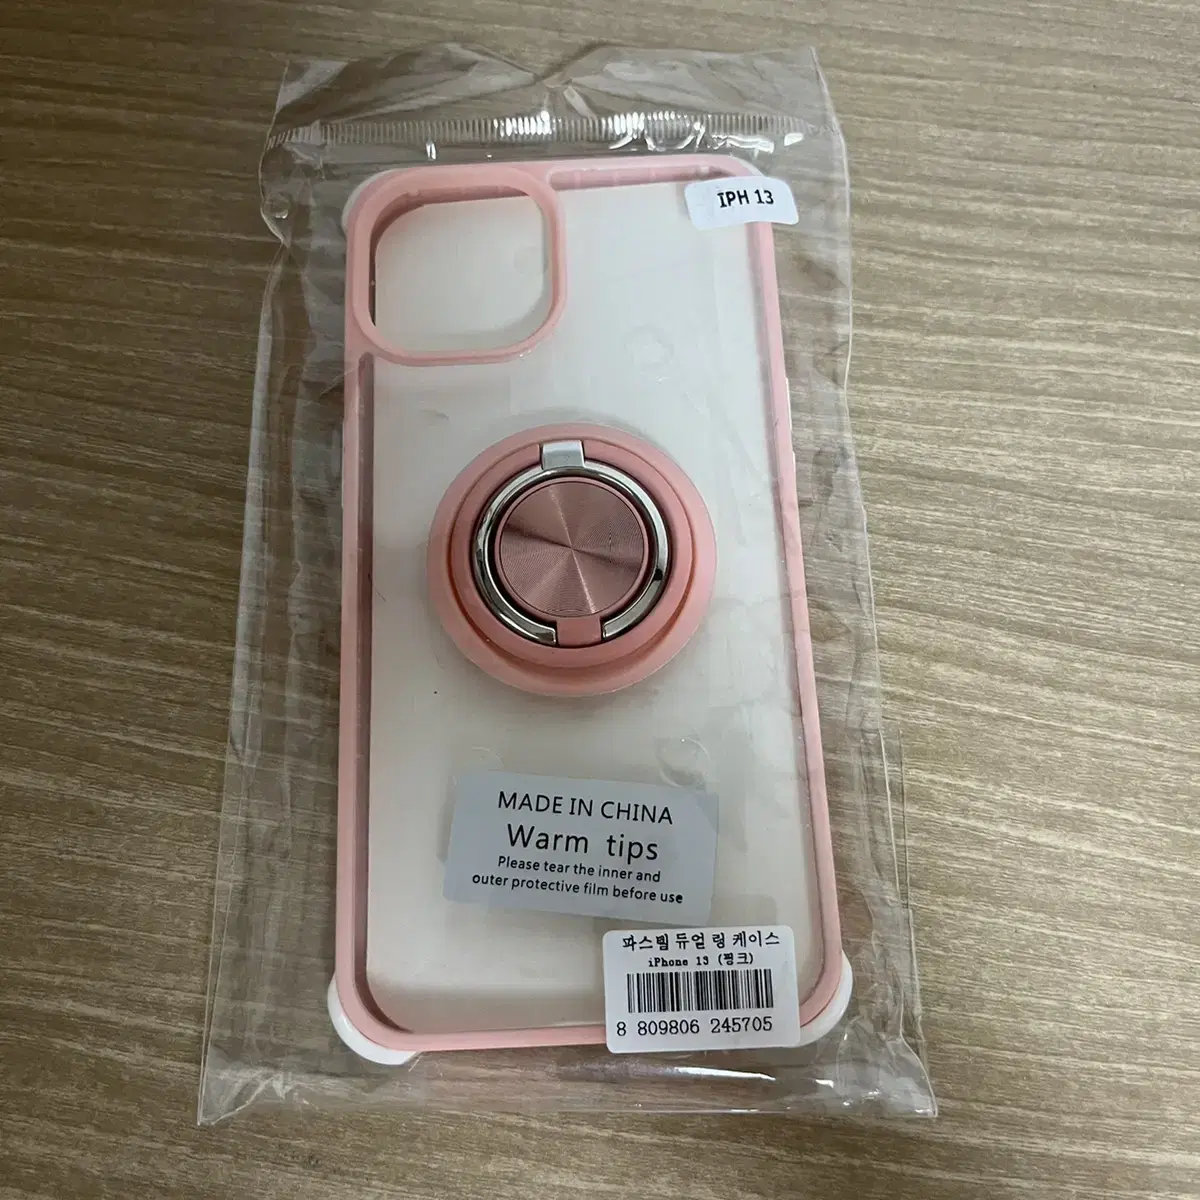 IPH 13
MADE IN CHINA
Warm tips
Please tear the inner and
outer protective film before use
파스텔 듀얼 링 케이스
iPhone 13 (핑크)
8 809806 245705